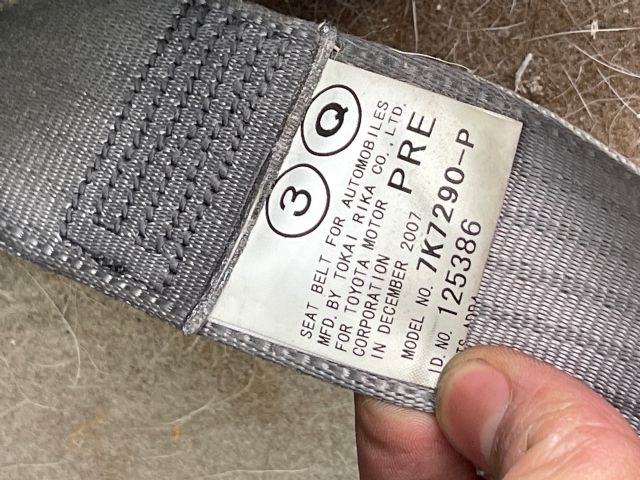 3 Q
SEAT BELT FOR AUTOMOBILES
MFD. BY TOKAI RIKA CO., LTD.
FOR TOYOTA MOTOR
CORPORATION PRE
IN DECEMBER 2007
MODEL NO. 7K7290-P
ID. NO. 125386